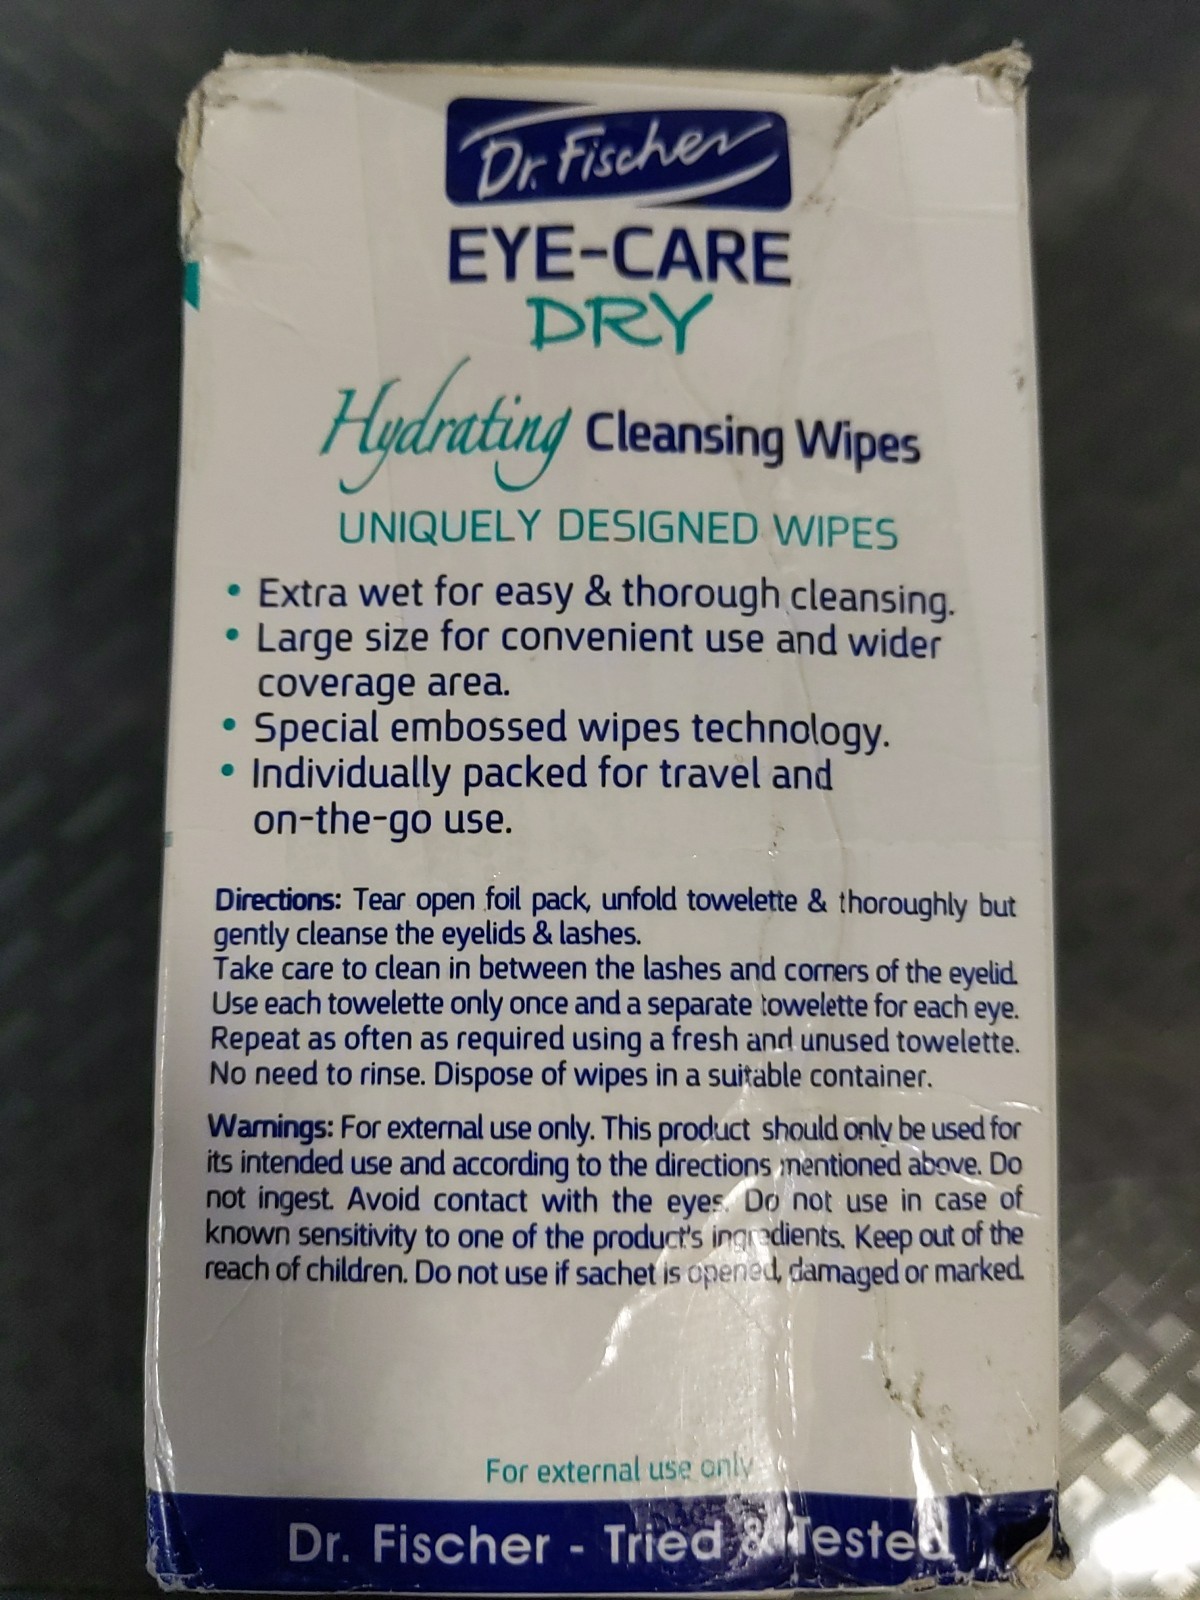 Dr. Fischer
EYE-CARE
DRY
Hydrating Cleansing Wipes
UNIQUELY DESIGNED WIPES
• Extra wet for easy & thorough cleansing.
• Large size for convenient use and wider
coverage area.
• Special embossed wipes technology.
• Individually packed for travel and
on-the-go use.
Directions: Tear open foil pack, unfold towelette & thoroughly but
gently cleanse the eyelids & lashes.
Take care to clean in between the lashes and corners of the eyelid.
Use each towelette only once and a separate towelette for each eye.
Repeat as often as required using a fresh and unused towelette.
No need to rinse. Dispose of wipes in a suitable container.
Warnings: For external use only. This product should only be used for
its intended use and according to the directions mentioned above. Do
not ingest. Avoid contact with the eyes. Do not use in case of
known sensitivity to one of the product's ingredients. Keep out of the
reach of children. Do not use if sachet is opened, damaged or marked.
For external use only
Dr. Fischer - Tried & Tested